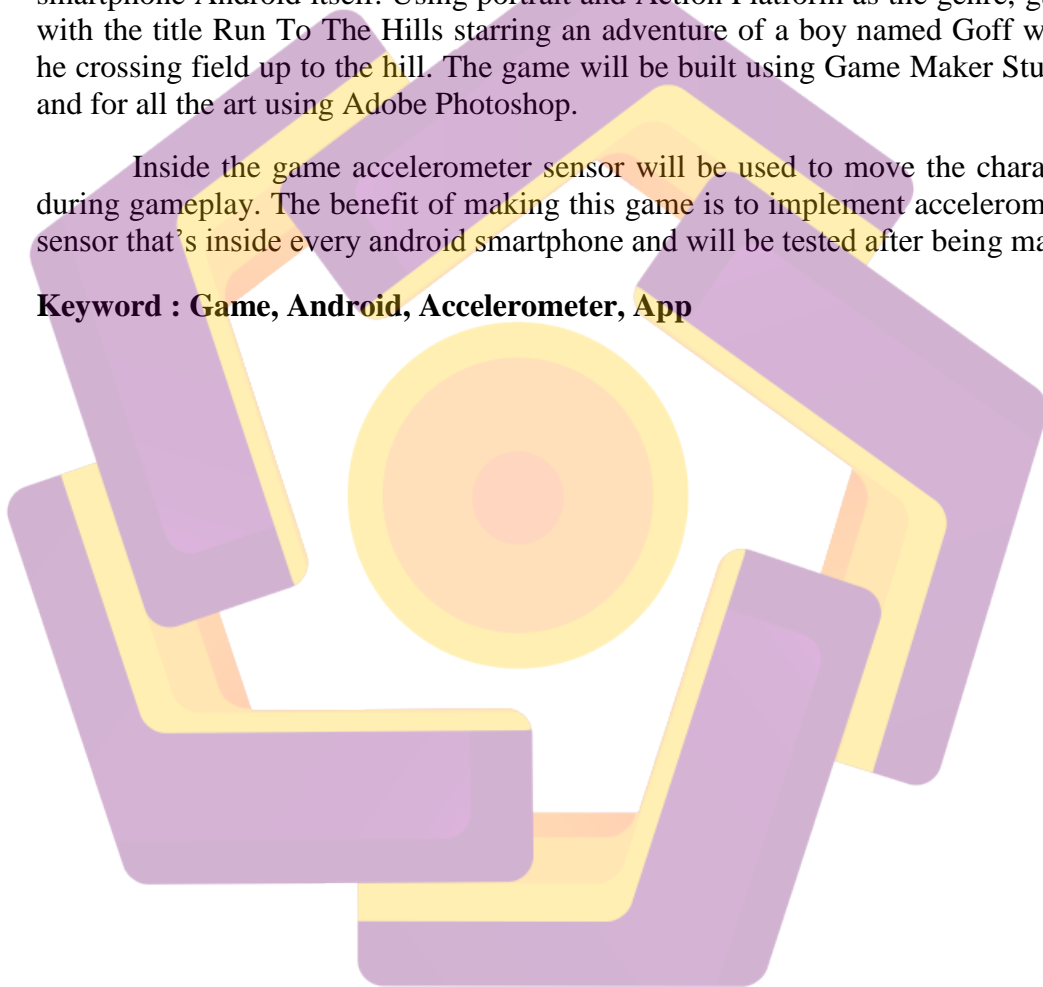 smartphone Android itself. Using portrait and Action Platform as the genre,
with the title Run To The Hills starring an adventure of a boy named Goff
he crossing field up to the hill. The game will be built using Game Maker
and for all the art using Adobe Photoshop.
Inside the game accelerometer sensor will be used to move the
during gameplay. The benefit of making this game is to implement
sensor that’s inside every android smartphone and will be tested after being
Keyword : Game, Android, Accelerometer, App